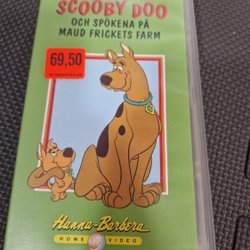 SCOOBY DOO
OCH SPÖKENA PÅ
MAUD FRICKETS FARM
69,50
Hanna-Barbera
HOME VIDEO